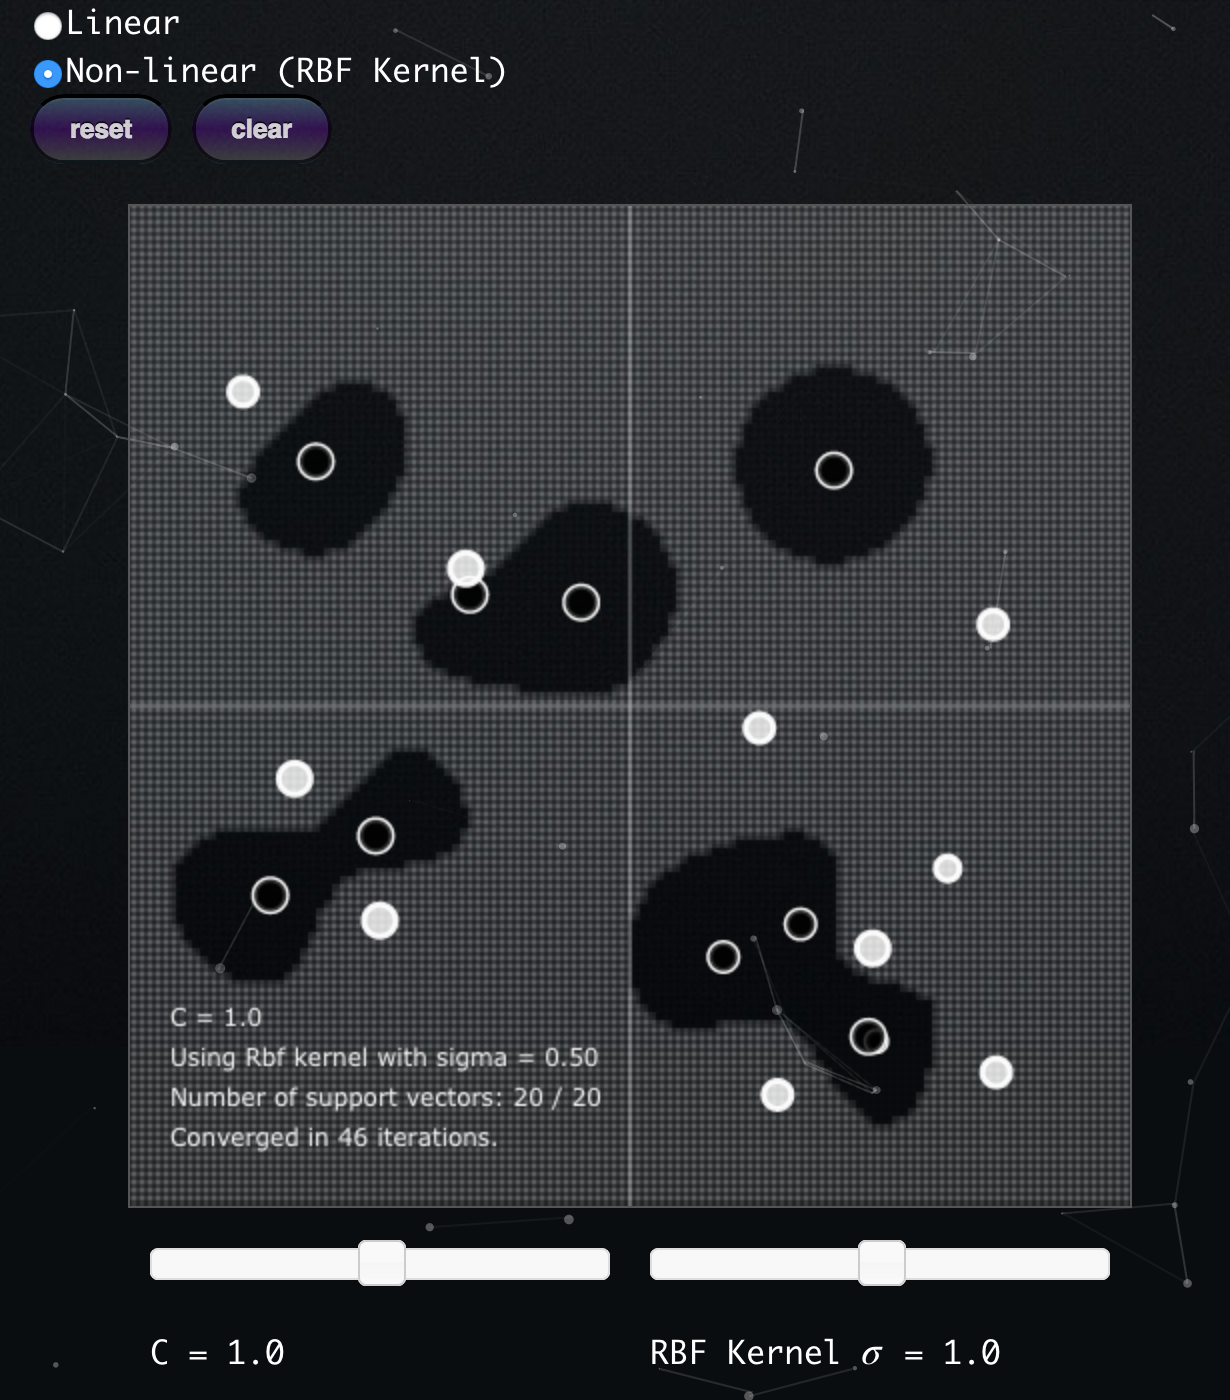 Linear
Non-linear (RBF Kernel)
reset clear
C = 1.0
Using Rbf kernel with sigma = 0.50
Number of support vectors: 20 / 20
Converged in 46 iterations.
C = 1.0 RBF Kernel σ = 1.0